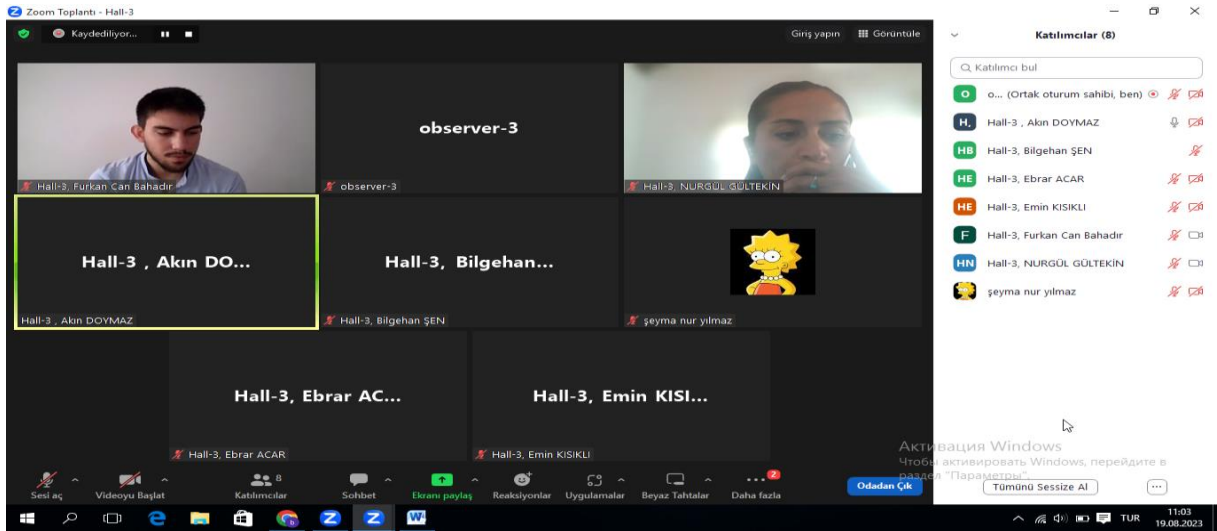 Zoom Toplantı - Hall-3
Kaydediliyor...
Giriş yapın
Görüntüle
Hall-3, Furkan Can Bahadır
observer-3
observer-3
Hall-3, NURGÜL GÜLTEKİN
Hall-3 , Akın DO...
Hall-3 , Akın DOYMAZ
Hall-3, Bilgehan...
Hall-3, Bilgehan ŞEN
şeyma nur yılmaz
Hall-3, Ebrar AC...
Hall-3, Ebrar ACAR
Hall-3, Emin KISI...
Hall-3, Emin KISIKLI
Sesi aç
Videoyu Başlat
8
Katılımcılar
Sohbet
Ekranı paylaş
Reaksiyonlar
Uygulamalar
Beyaz Tahtalar
2
Daha fazla
Odadan Çık
Katılımcılar (8)
Katılımcı bul
O o... (Ortak oturum sahibi, ben)
H, Hall-3 , Akın DOYMAZ
HB Hall-3, Bilgehan ŞEN
HE Hall-3, Ebrar ACAR
HE Hall-3, Emin KISIKLI
F Hall-3, Furkan Can Bahadır
HN Hall-3, NURGÜL GÜLTEKİN
şeyma nur yılmaz
Активация Windows
Чтобы активировать Windows, перейдите в
раздел "Параметры".
Tümünü Sessize Al
TUR
11:03
19.08.2023